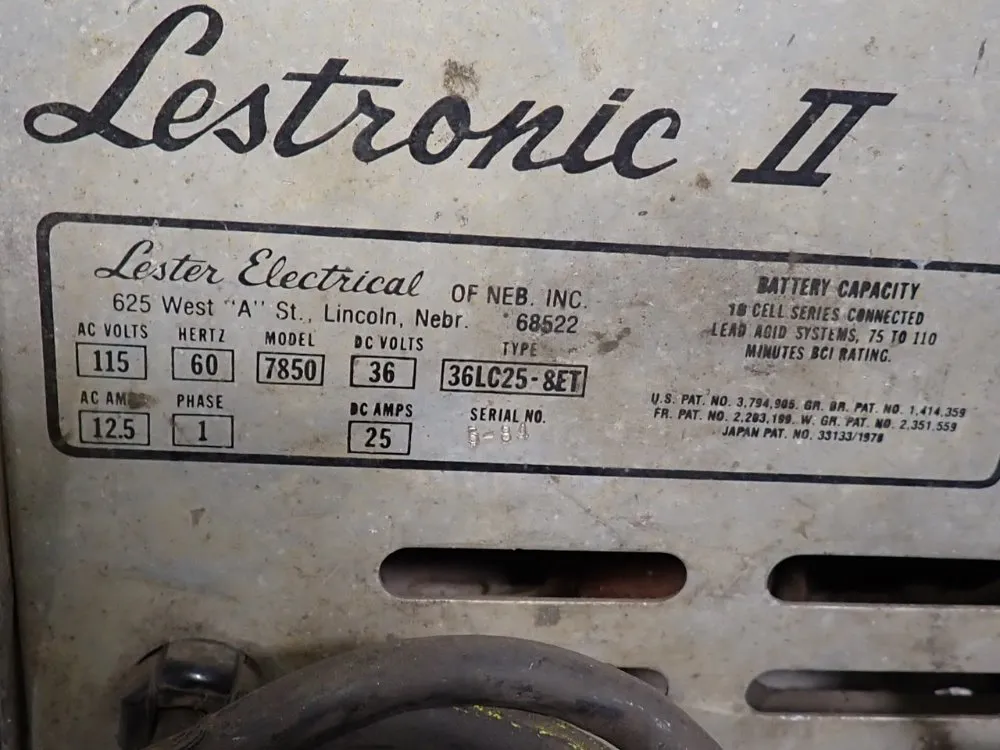 Lestronic II
Lester Electrical OF NEB. INC.
625 West "A" St., Lincoln, Nebr. 68522
AC VOLTS HERTZ MODEL DC VOLTS TYPE
115 60 7850 36 36LC25-8ET
AC AMPS PHASE DC AMPS SERIAL NO.
12.5 1 25
BATTERY CAPACITY
18 CELL SERIES CONNECTED
LEAD ACID SYSTEMS, 75 TO 110
MINUTES BCI RATING.
U.S. PAT. NO. 3,794,905. GR. BR. PAT. NO. 1,414,359
FR. PAT. NO. 2,203,199. W. GR. PAT. NO. 2,351,559
JAPAN PAT. NO. 33133/1978